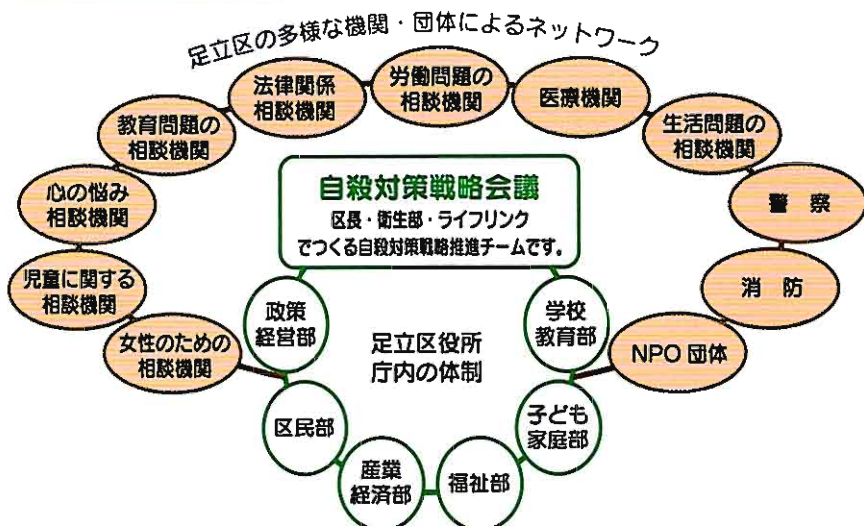 足立区の多様な機関・団体によるネットワーク
女性のための
相談機関
児童に関する
相談機関
心の悩み
相談機関
教育問題の
相談機関
法律関係
相談機関
労働問題の
相談機関
医療機関
生活問題の
相談機関
警 察
消 防
NPO 団体
自殺対策戦略会議
区長・衛生部・ライフリンク
でつくる自殺対策戦略推進チームです。
足立区役所
庁内の体制
政策
経営部
区民部
産業
経済部
福祉部
子ども
家庭部
学校
教育部